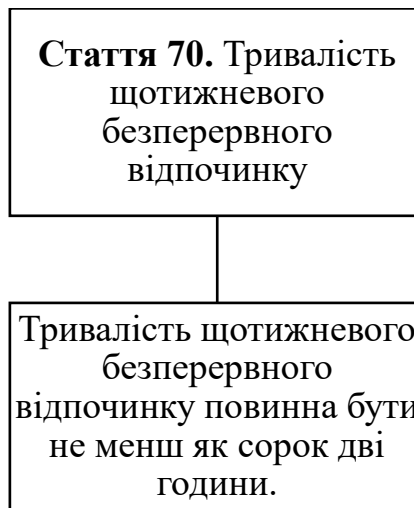 Стаття 70. Тривалість
щотижневого
безперервного
відпочинку
Тривалість щотижневого
безперервного
відпочинку повинна бути
не менш як сорок дві
години.